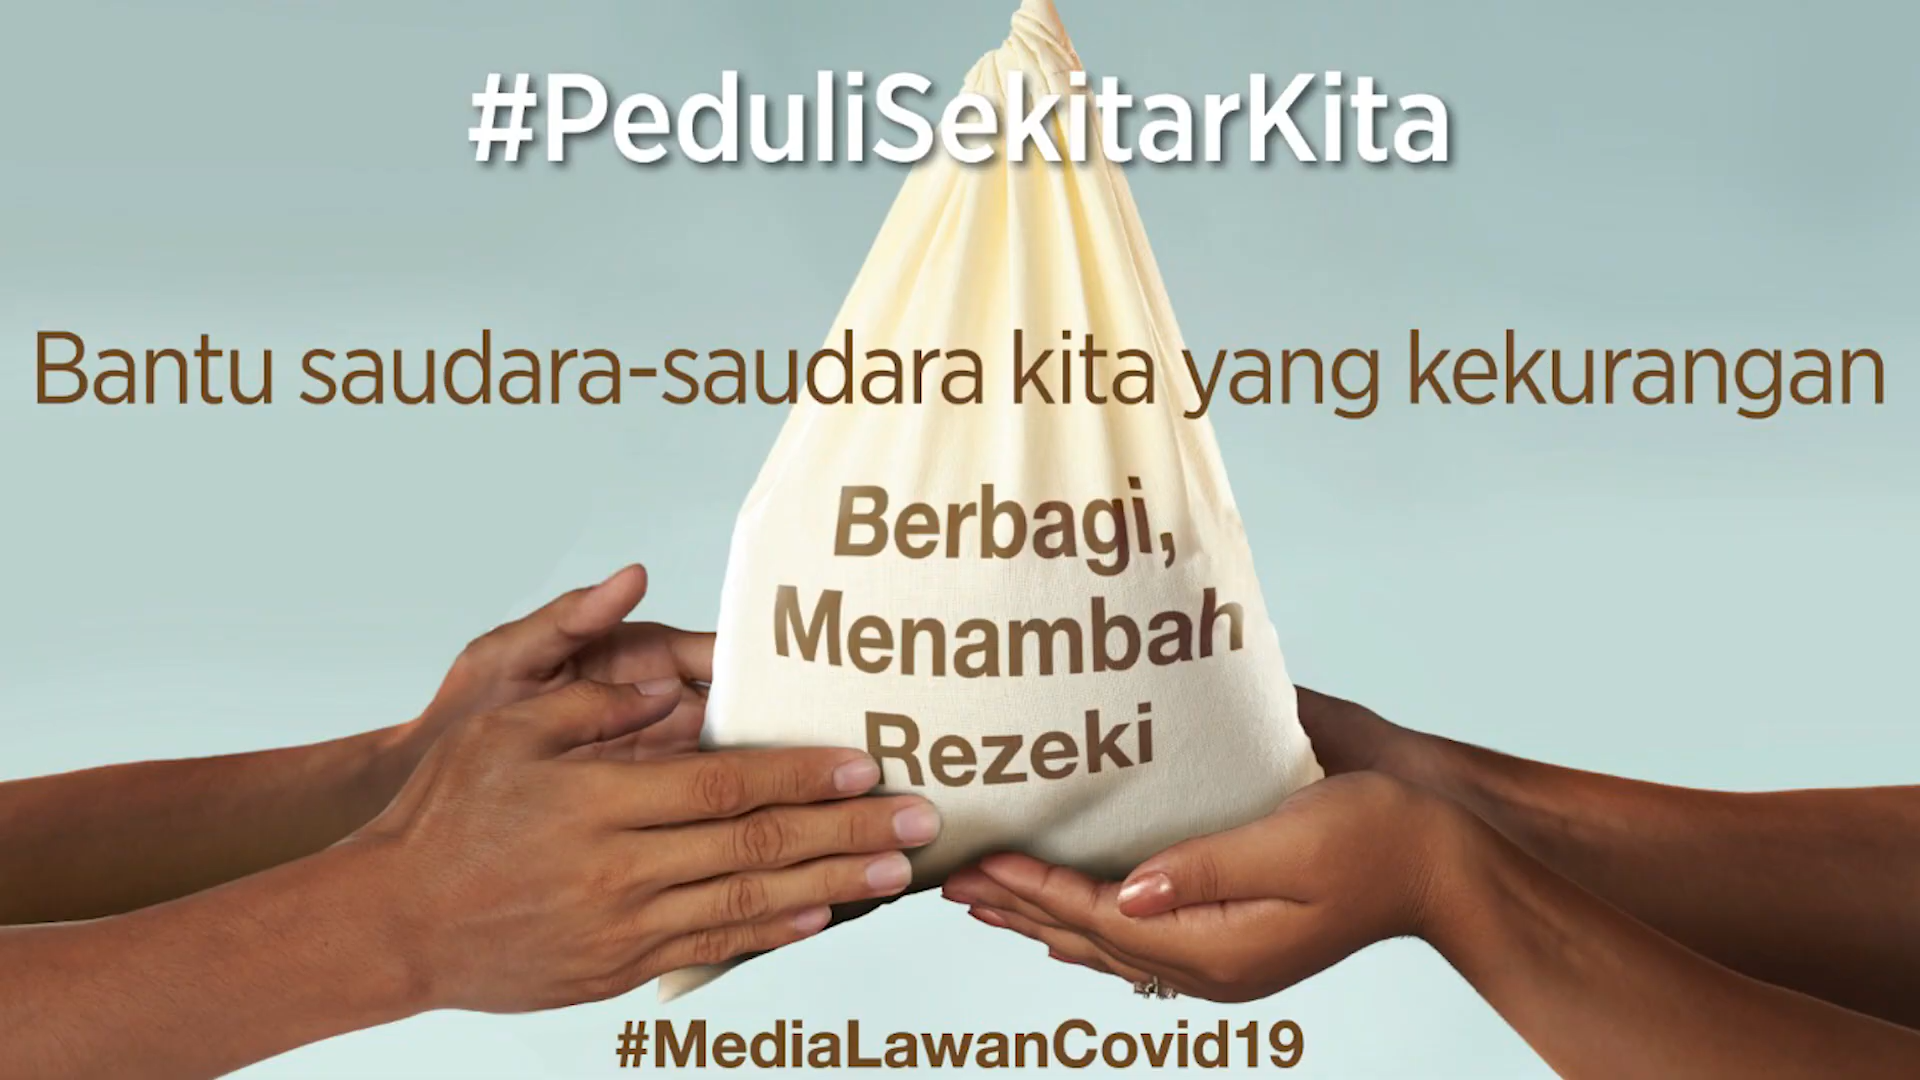 #PeduliSekitarKita
Bantu saudara-saudara kita yang kekurangan
Berbagi,
Menambah
Rezeki
#MediaLawanCovid19